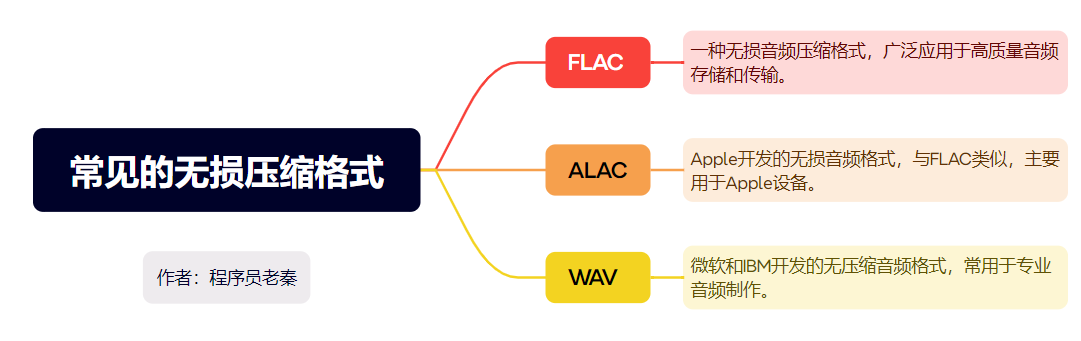 常见的无损压缩格式
作者：程序员老秦
FLAC
一种无损音频压缩格式，广泛应用于高质量音频
存储和传输。
ALAC
Apple开发的无损音频格式，与FLAC类似，主要
用于Apple设备。
WAV
微软和IBM开发的无压缩音频格式，常用于专业
音频制作。